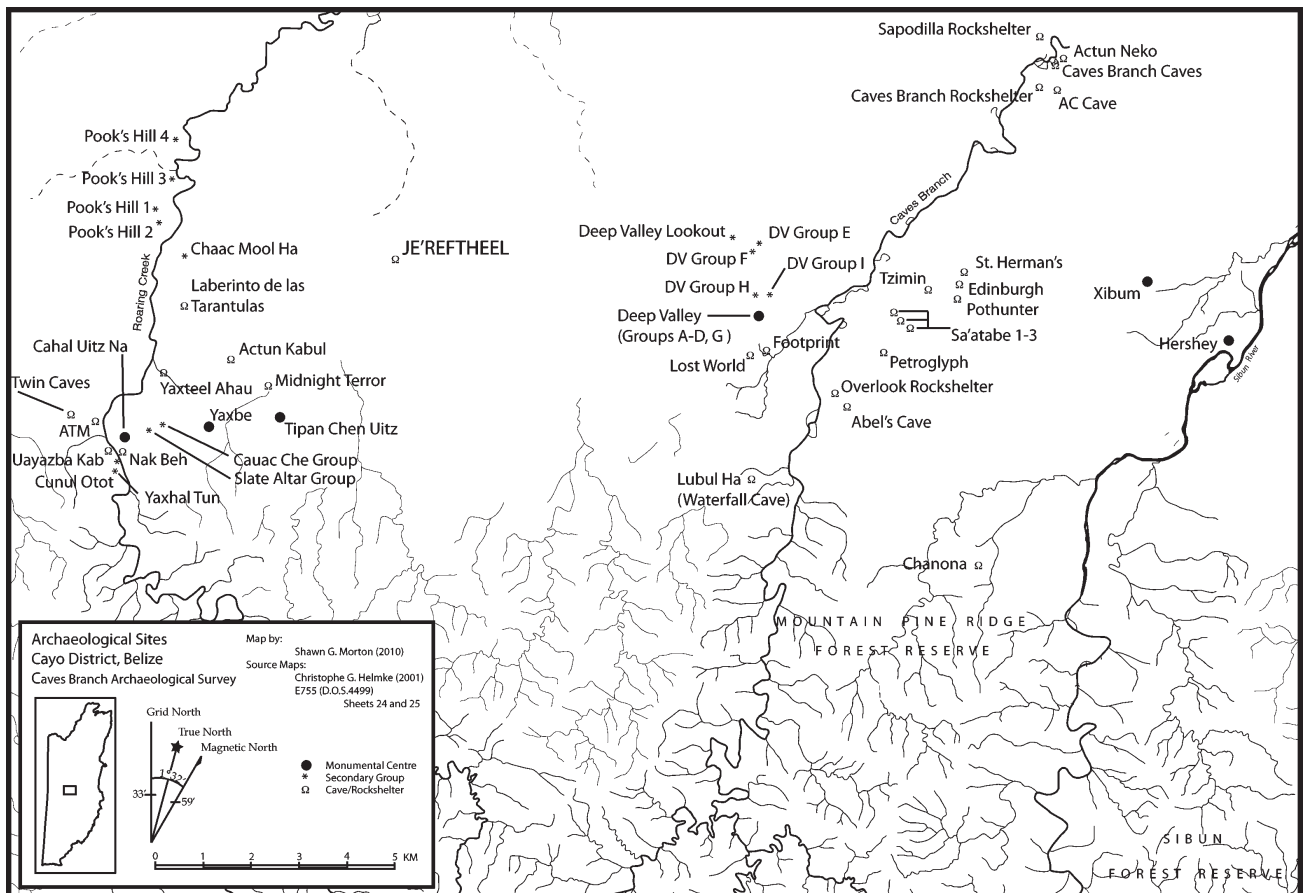 Sapodilla Rockshelter
Actun Neko
Caves Branch Caves
Caves Branch Rockshelter
AC Cave
Pook's Hill 4
Pook's Hill 3
Pook's Hill 1
Pook's Hill 2
Roaring Creek
Chaac Mool Ha
Laberinto de las
Tarantulas
JE'REFTHEEL
Caves Branch
Deep Valley Lookout
DV Group E
DV Group F
DV Group I
DV Group H
Deep Valley
(Groups A-D, G )
Tzimin
St. Herman's
Edinburgh
Pothunter
Sa'atabe 1-3
Xibum
Hershey
Sibun River
Cahal Uitz Na
Actun Kabul
Lost World
Footprint
Petroglyph
Twin Caves
Yaxteel Ahau
Midnight Terror
Overlook Rockshelter
Abel's Cave
ATM
Yaxbe
Tipan Chen Uitz
Uayazba Kab
Nak Beh
Cauac Che Group
Cunul Otot
Slate Altar Group
Yaxhal Tun
Lubul Ha
(Waterfall Cave)
Chanona
MOUNTAIN PINE RIDGE
FOREST RESERVE
SIBUN
FOREST RESERVE
Archaeological Sites
Cayo District, Belize
Caves Branch Archaeological Survey
Map by:
Shawn G. Morton (2010)
Source Maps:
Christophe G. Helmke (2001)
E755 (D.O.S.4499)
Sheets 24 and 25
Grid North
True North
Magnetic North
1°32'
33'
59'
Monumental Centre
Secondary Group
Cave/Rockshelter
0 1 2 3 4 5 KM